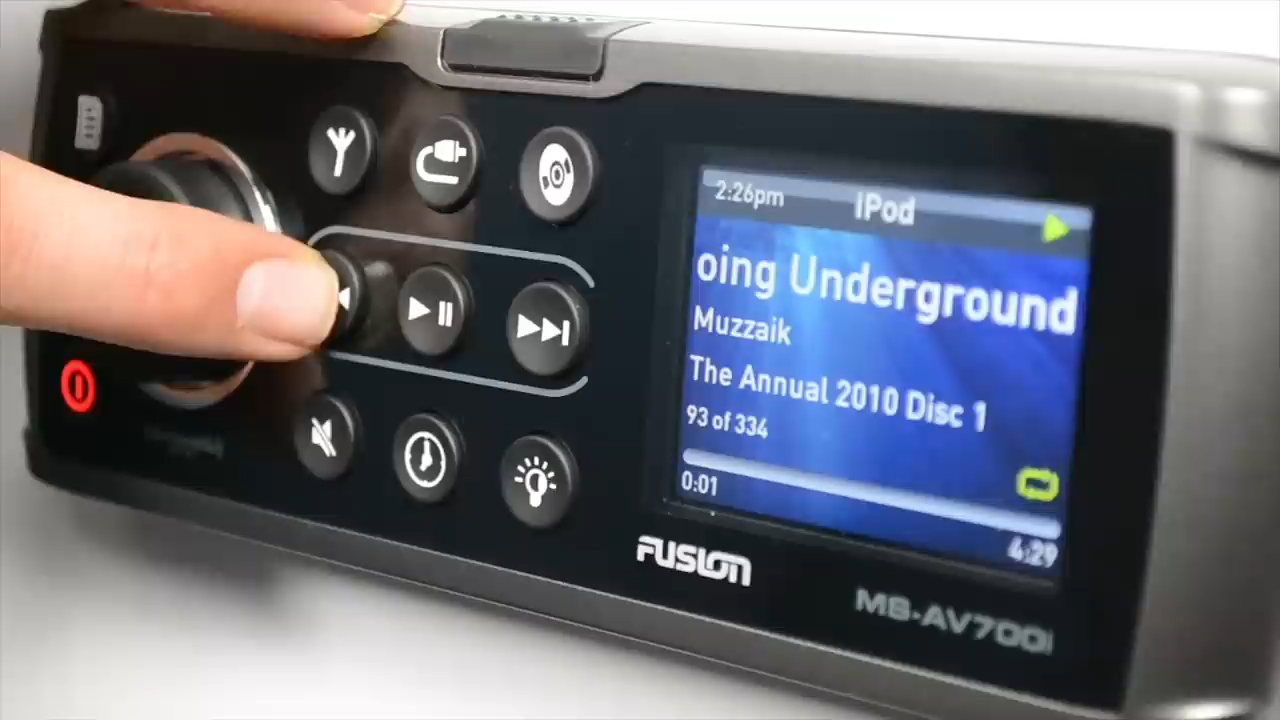 2:26pm iPod
oing Underground
Muzzaik
The Annual 2010 Disc 1
93 of 334
0:01
4:29
FUSION
MS-AV700i